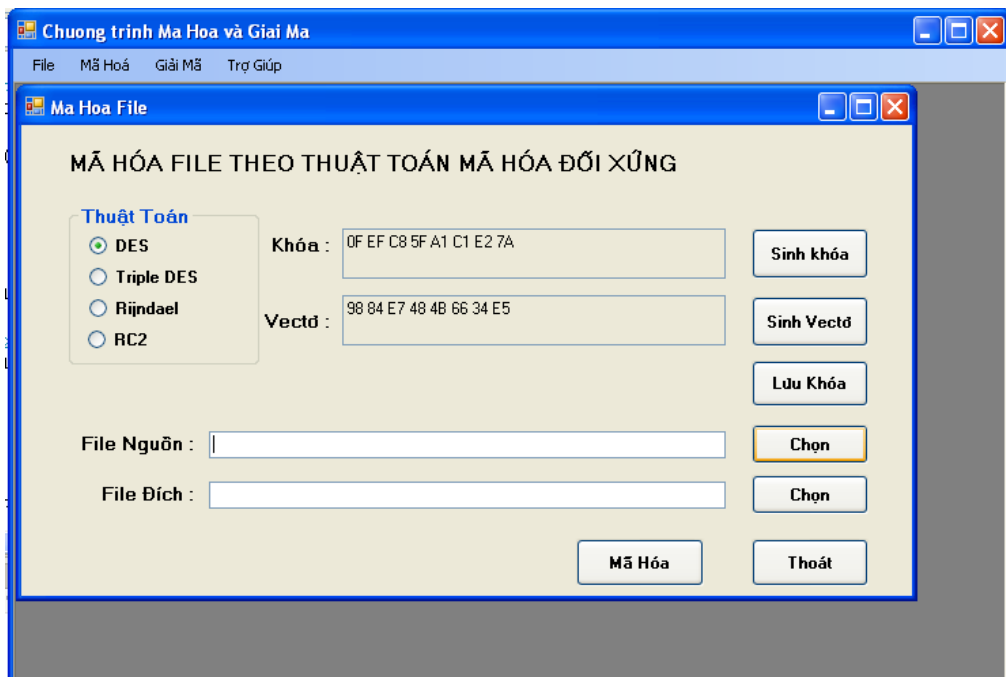 Chuong trinh Ma Hoa và Giai Ma
File Mã Hoá Giải Mã Trợ Giúp
Ma Hoa File
MÃ HÓA FILE THEO THUẬT TOÁN MÃ HÓA ĐỐI XỨNG
Thuật Toán
DES
Triple DES
Rijndael
RC2
Khóa : 0F EF C8 5F A1 C1 E2 7A
Sinh khóa
Vectơ : 98 84 E7 48 4B 66 34 E5
Sinh Vectơ
Lưu Khóa
File Nguồn :
Chọn
File Đích :
Chọn
Mã Hóa
Thoát